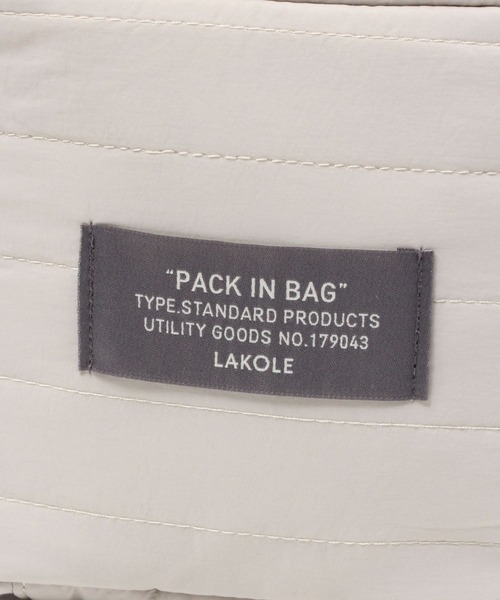 “PACK IN BAG”
TYPE.STANDARD PRODUCTS
UTILITY GOODS NO.179043
LAKOLE